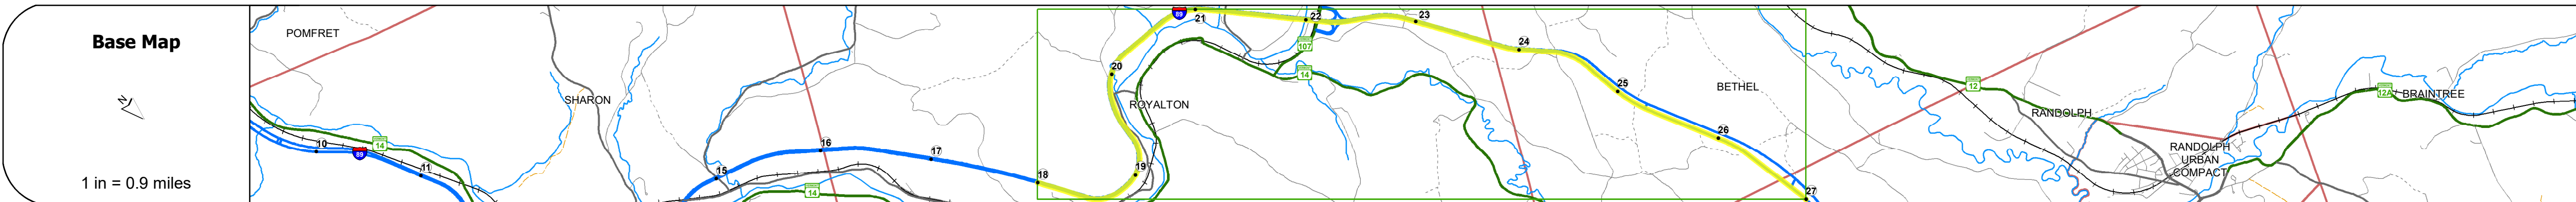 Base Map
N
1 in = 0.9 miles
POMFRET
SHARON
14
10
89
11
15
16
17
14
18
19
20
ROYALTON
89
21
22
107
14
23
24
25
BETHEL
26
27
12
RANDOLPH
RANDOLPH
URBAN
COMPACT
12A
BRAINTREE